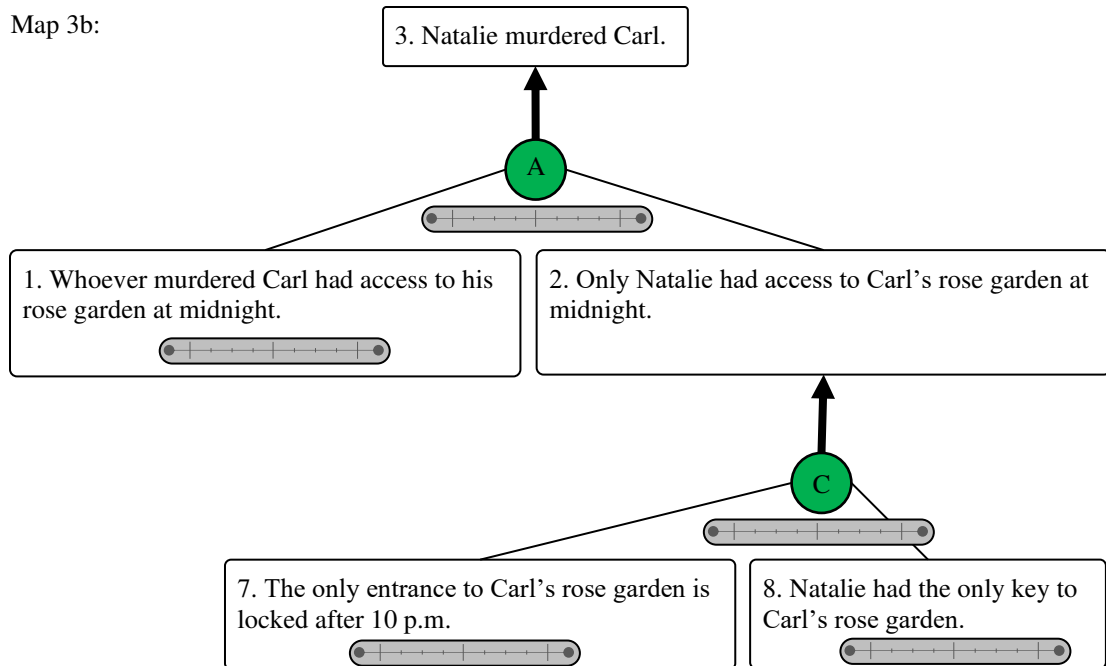 Map 3b:
3. Natalie murdered Carl.
A
1. Whoever murdered Carl had access to his
rose garden at midnight.
2. Only Natalie had access to Carl’s rose garden at
midnight.
C
7. The only entrance to Carl’s rose garden is
locked after 10 p.m.
8. Natalie had the only key to
Carl’s rose garden.